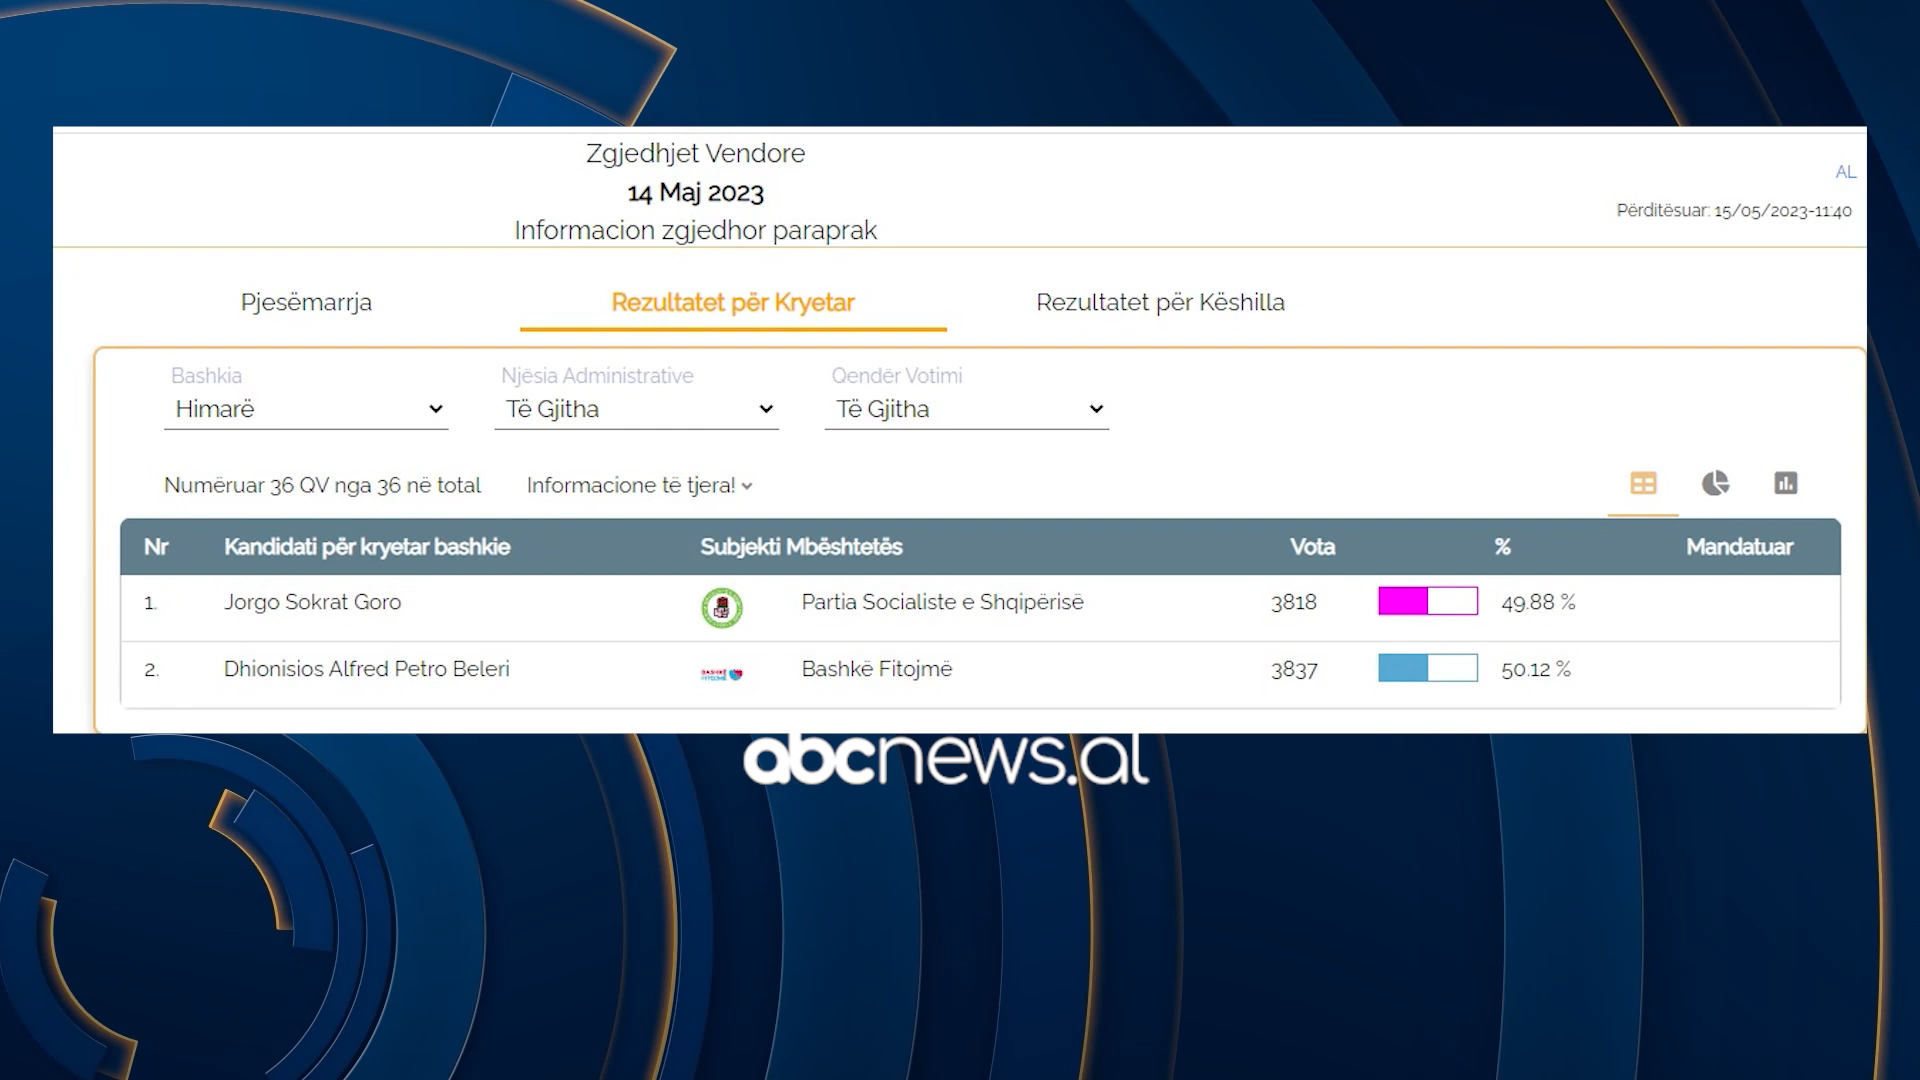 Zgjedhjet Vendore
14 Maj 2023
Informacion zgjedhor paraprak
AL
Përditësuar: 15/05/2023-11:40
Pjesëmarrja Rezultatet për Kryetar Rezultatet për Këshilla
Bashkia Njësia Administrative Qendër Votimi
Himarë Të Gjitha Të Gjitha
Numëruar 36 QV nga 36 në total Informacione të tjera!
Nr Kandidati për kryetar bashkie Subjekti Mbështetës Vota % Mandatuar
1. Jorgo Sokrat Goro Partia Socialiste e Shqipërisë 3818 49.88 %
2. Dhionisios Alfred Petro Beleri BASHKË FITOJMË Bashkë Fitojmë 3837 50.12 %
abcnews.al